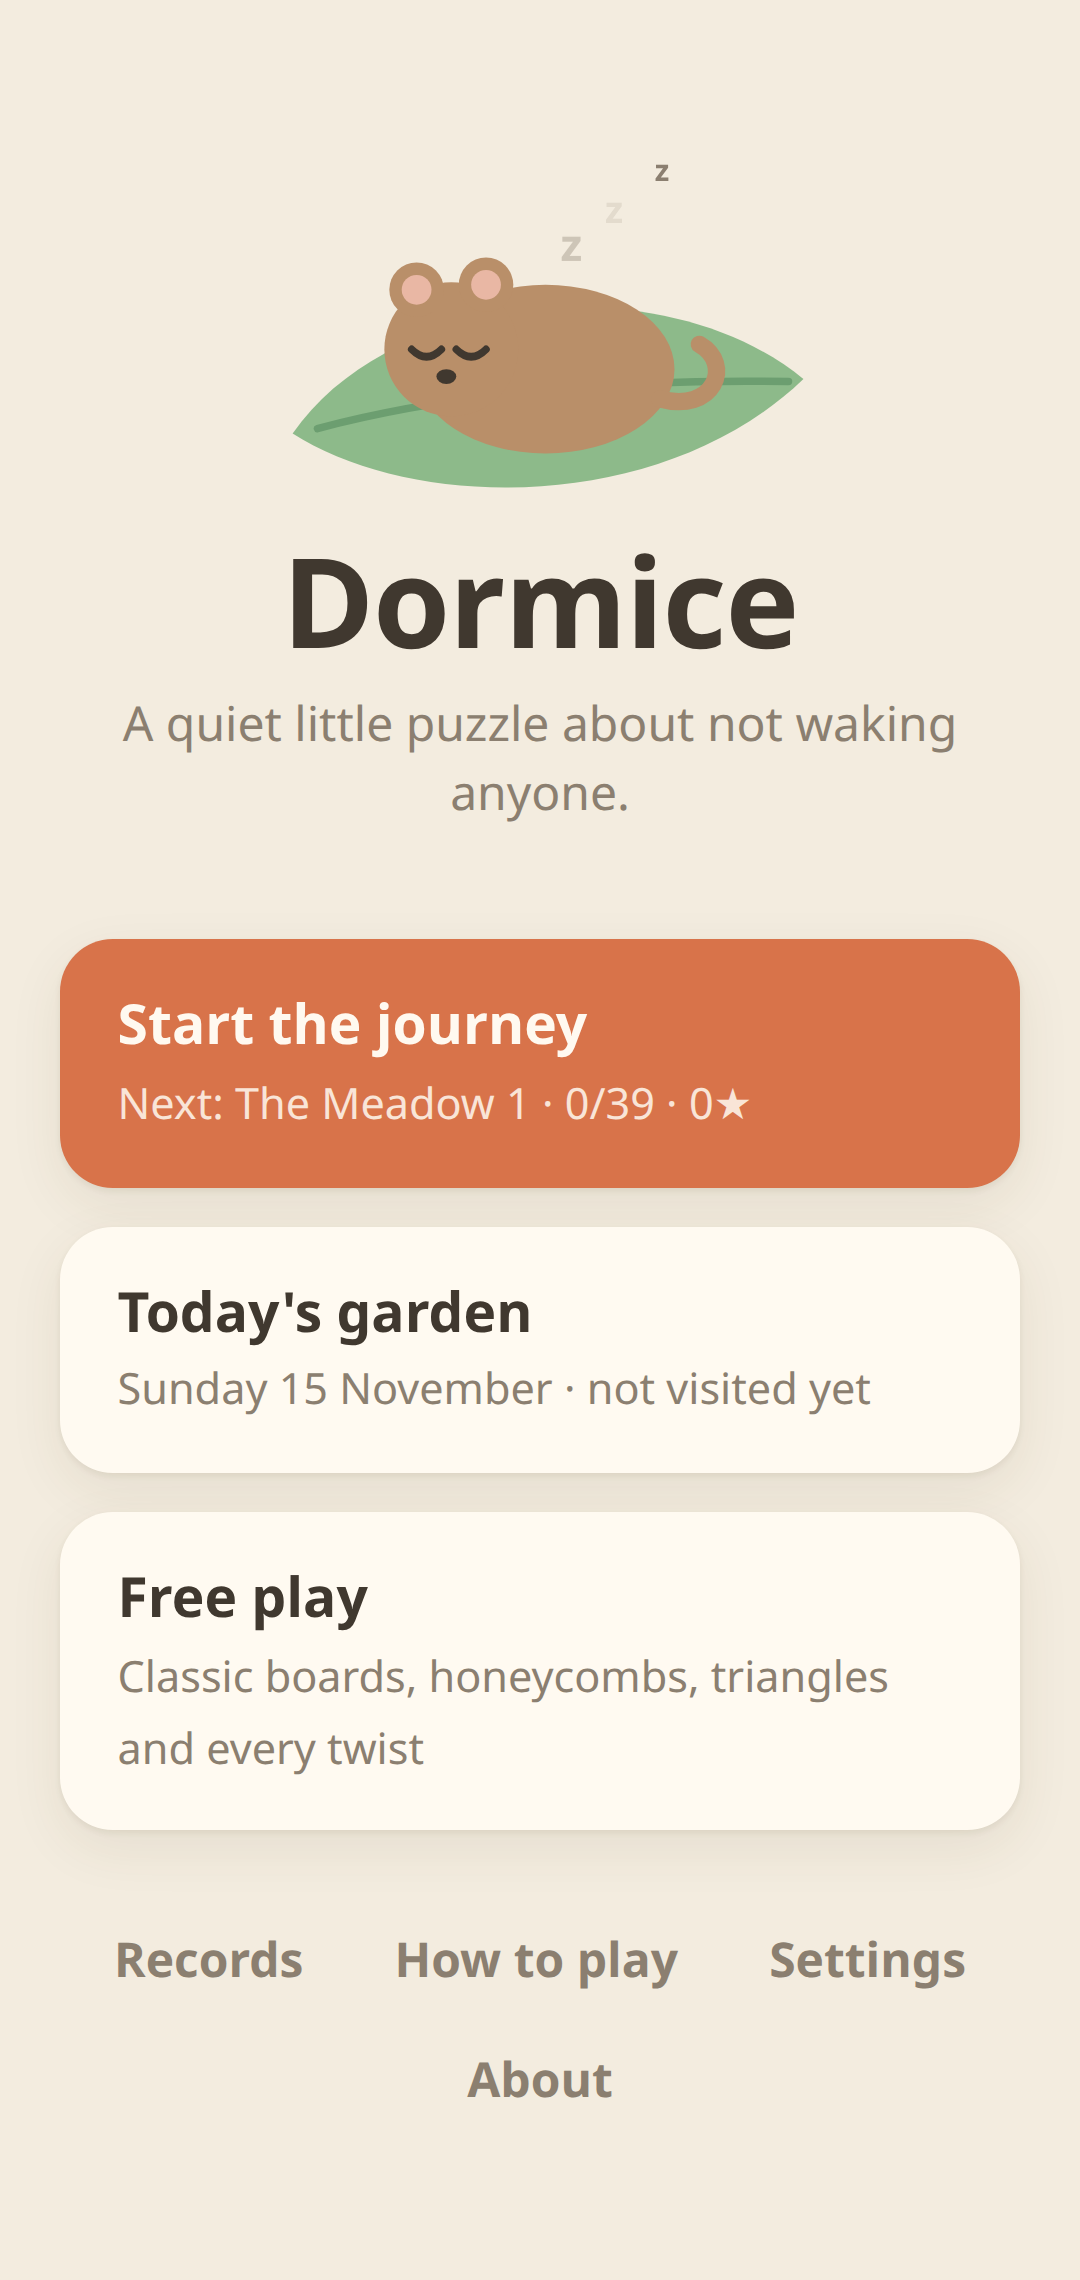 z
z
z
Dormice
A quiet little puzzle about not waking
anyone.
Start the journey
Next: The Meadow 1 · 0/39 · 0★
Today's garden
Sunday 15 November · not visited yet
Free play
Classic boards, honeycombs, triangles
and every twist
Records How to play Settings
About